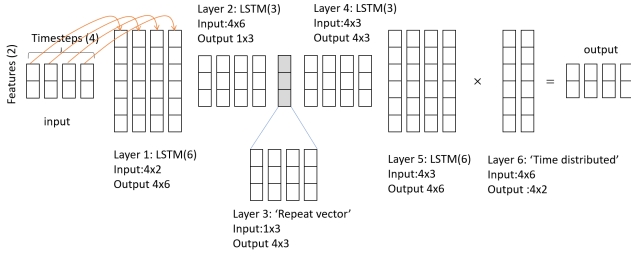 Features (2)
Timesteps (4)
input
Layer 1: LSTM(6)
Input:4x2
Output 4x6
Layer 2: LSTM(3)
Input:4x6
Output 1x3
Layer 3: ‘Repeat vector’
Input:1x3
Output 4x3
Layer 4: LSTM(3)
Input:4x3
Output 4x3
Layer 5: LSTM(6)
Input:4x3
Output 4x6
×
Layer 6: ‘Time distributed’
Input:4x6
Output :4x2
=
output